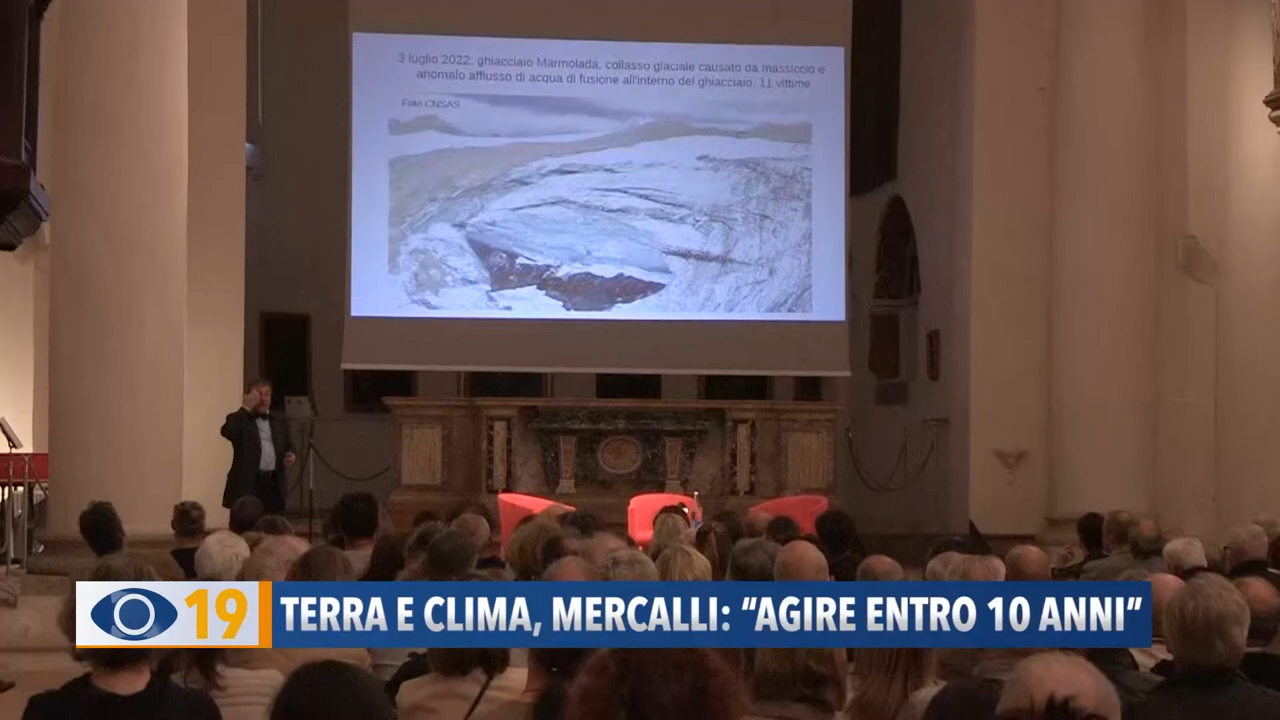 3 luglio 2022: ghiacciaio Marmolada, collasso glaciale causato da massiccio e
anomalo afflusso di acqua di fusione all'interno del ghiacciaio. 11 vittime
Foto CNSAS
19
TERRA E CLIMA, MERCALLI: “AGIRE ENTRO 10 ANNI”